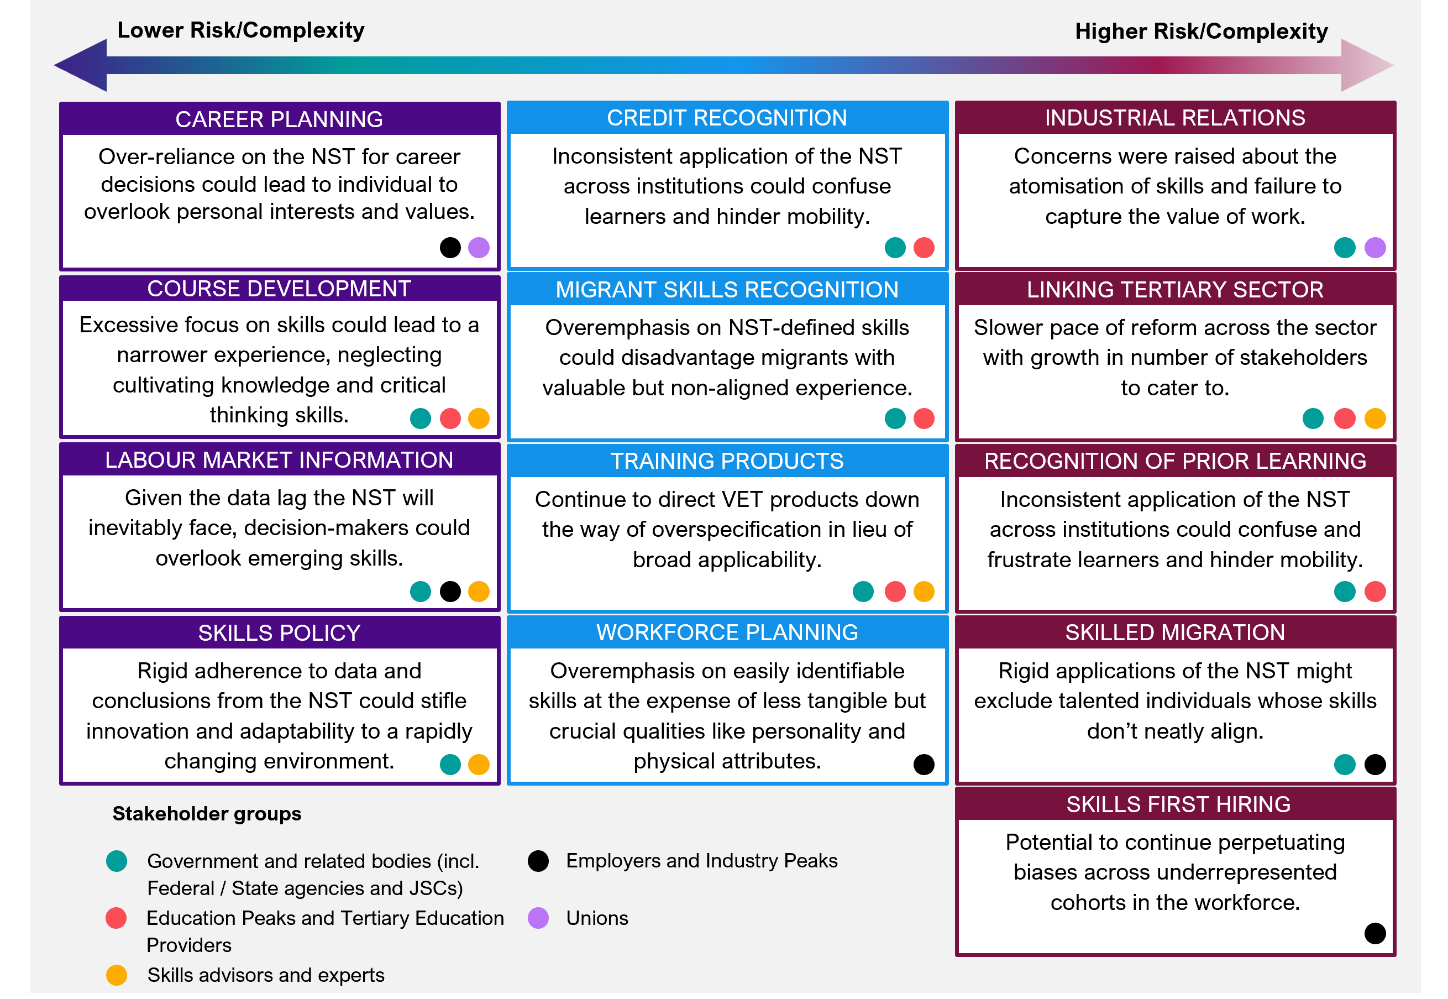 Lower Risk/Complexity
Higher Risk/Complexity
CAREER PLANNING
Over-reliance on the NST for career
decisions could lead to individual to
overlook personal interests and values.
COURSE DEVELOPMENT
Excessive focus on skills could lead to a
narrower experience, neglecting
cultivating knowledge and critical
thinking skills.
LABOUR MARKET INFORMATION
Given the data lag the NST will
inevitably face, decision-makers could
overlook emerging skills.
SKILLS POLICY
Rigid adherence to data and
conclusions from the NST could stifle
innovation and adaptability to a rapidly
changing environment.
CREDIT RECOGNITION
Inconsistent application of the NST
across institutions could confuse
learners and hinder mobility.
MIGRANT SKILLS RECOGNITION
Overemphasis on NST-defined skills
could disadvantage migrants with
valuable but non-aligned experience.
TRAINING PRODUCTS
Continue to direct VET products down
the way of overspecification in lieu of
broad applicability.
WORKFORCE PLANNING
Overemphasis on easily identifiable
skills at the expense of less tangible but
crucial qualities like personality and
physical attributes.
INDUSTRIAL RELATIONS
Concerns were raised about the
atomisation of skills and failure to
capture the value of work.
LINKING TERTIARY SECTOR
Slower pace of reform across the sector
with growth in number of stakeholders
to cater to.
RECOGNITION OF PRIOR LEARNING
Inconsistent application of the NST
across institutions could confuse and
frustrate learners and hinder mobility.
SKILLED MIGRATION
Rigid applications of the NST might
exclude talented individuals whose skills
don’t neatly align.
SKILLS FIRST HIRING
Potential to continue perpetuating
biases across underrepresented
cohorts in the workforce.
Stakeholder groups
Government and related bodies (incl.
Federal / State agencies and JSCs)
Education Peaks and Tertiary Education
Providers
Skills advisors and experts
Employers and Industry Peaks
Unions